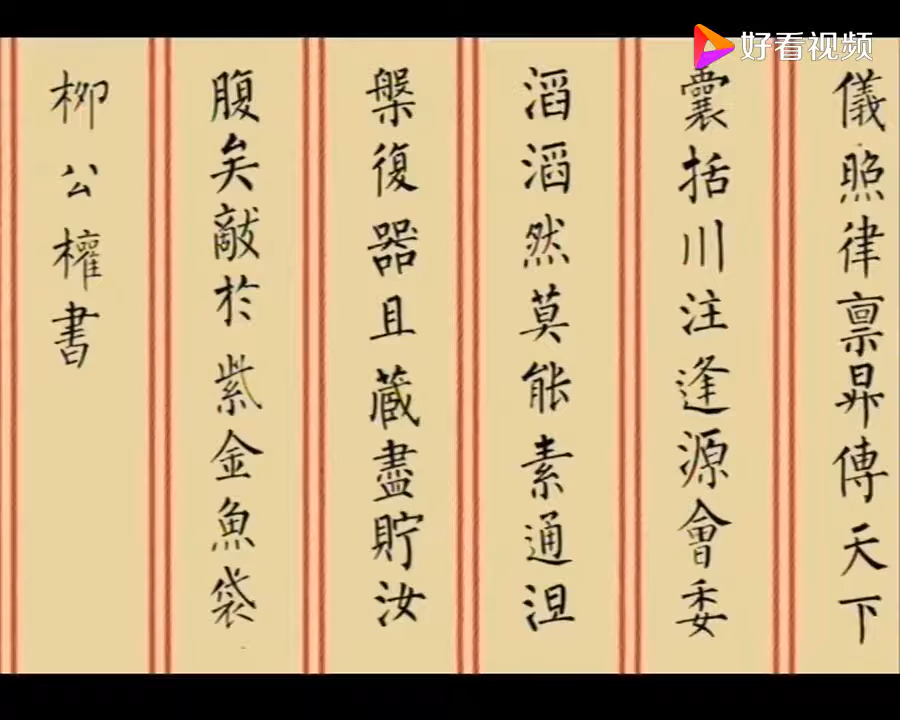 好看视频
儀照律禀昇傳天下
囊括川注逢源會委
滔滔然莫能素通沮
槃復器且蔵盡貯汝
腹矣敲於紫金魚袋
柳公權書